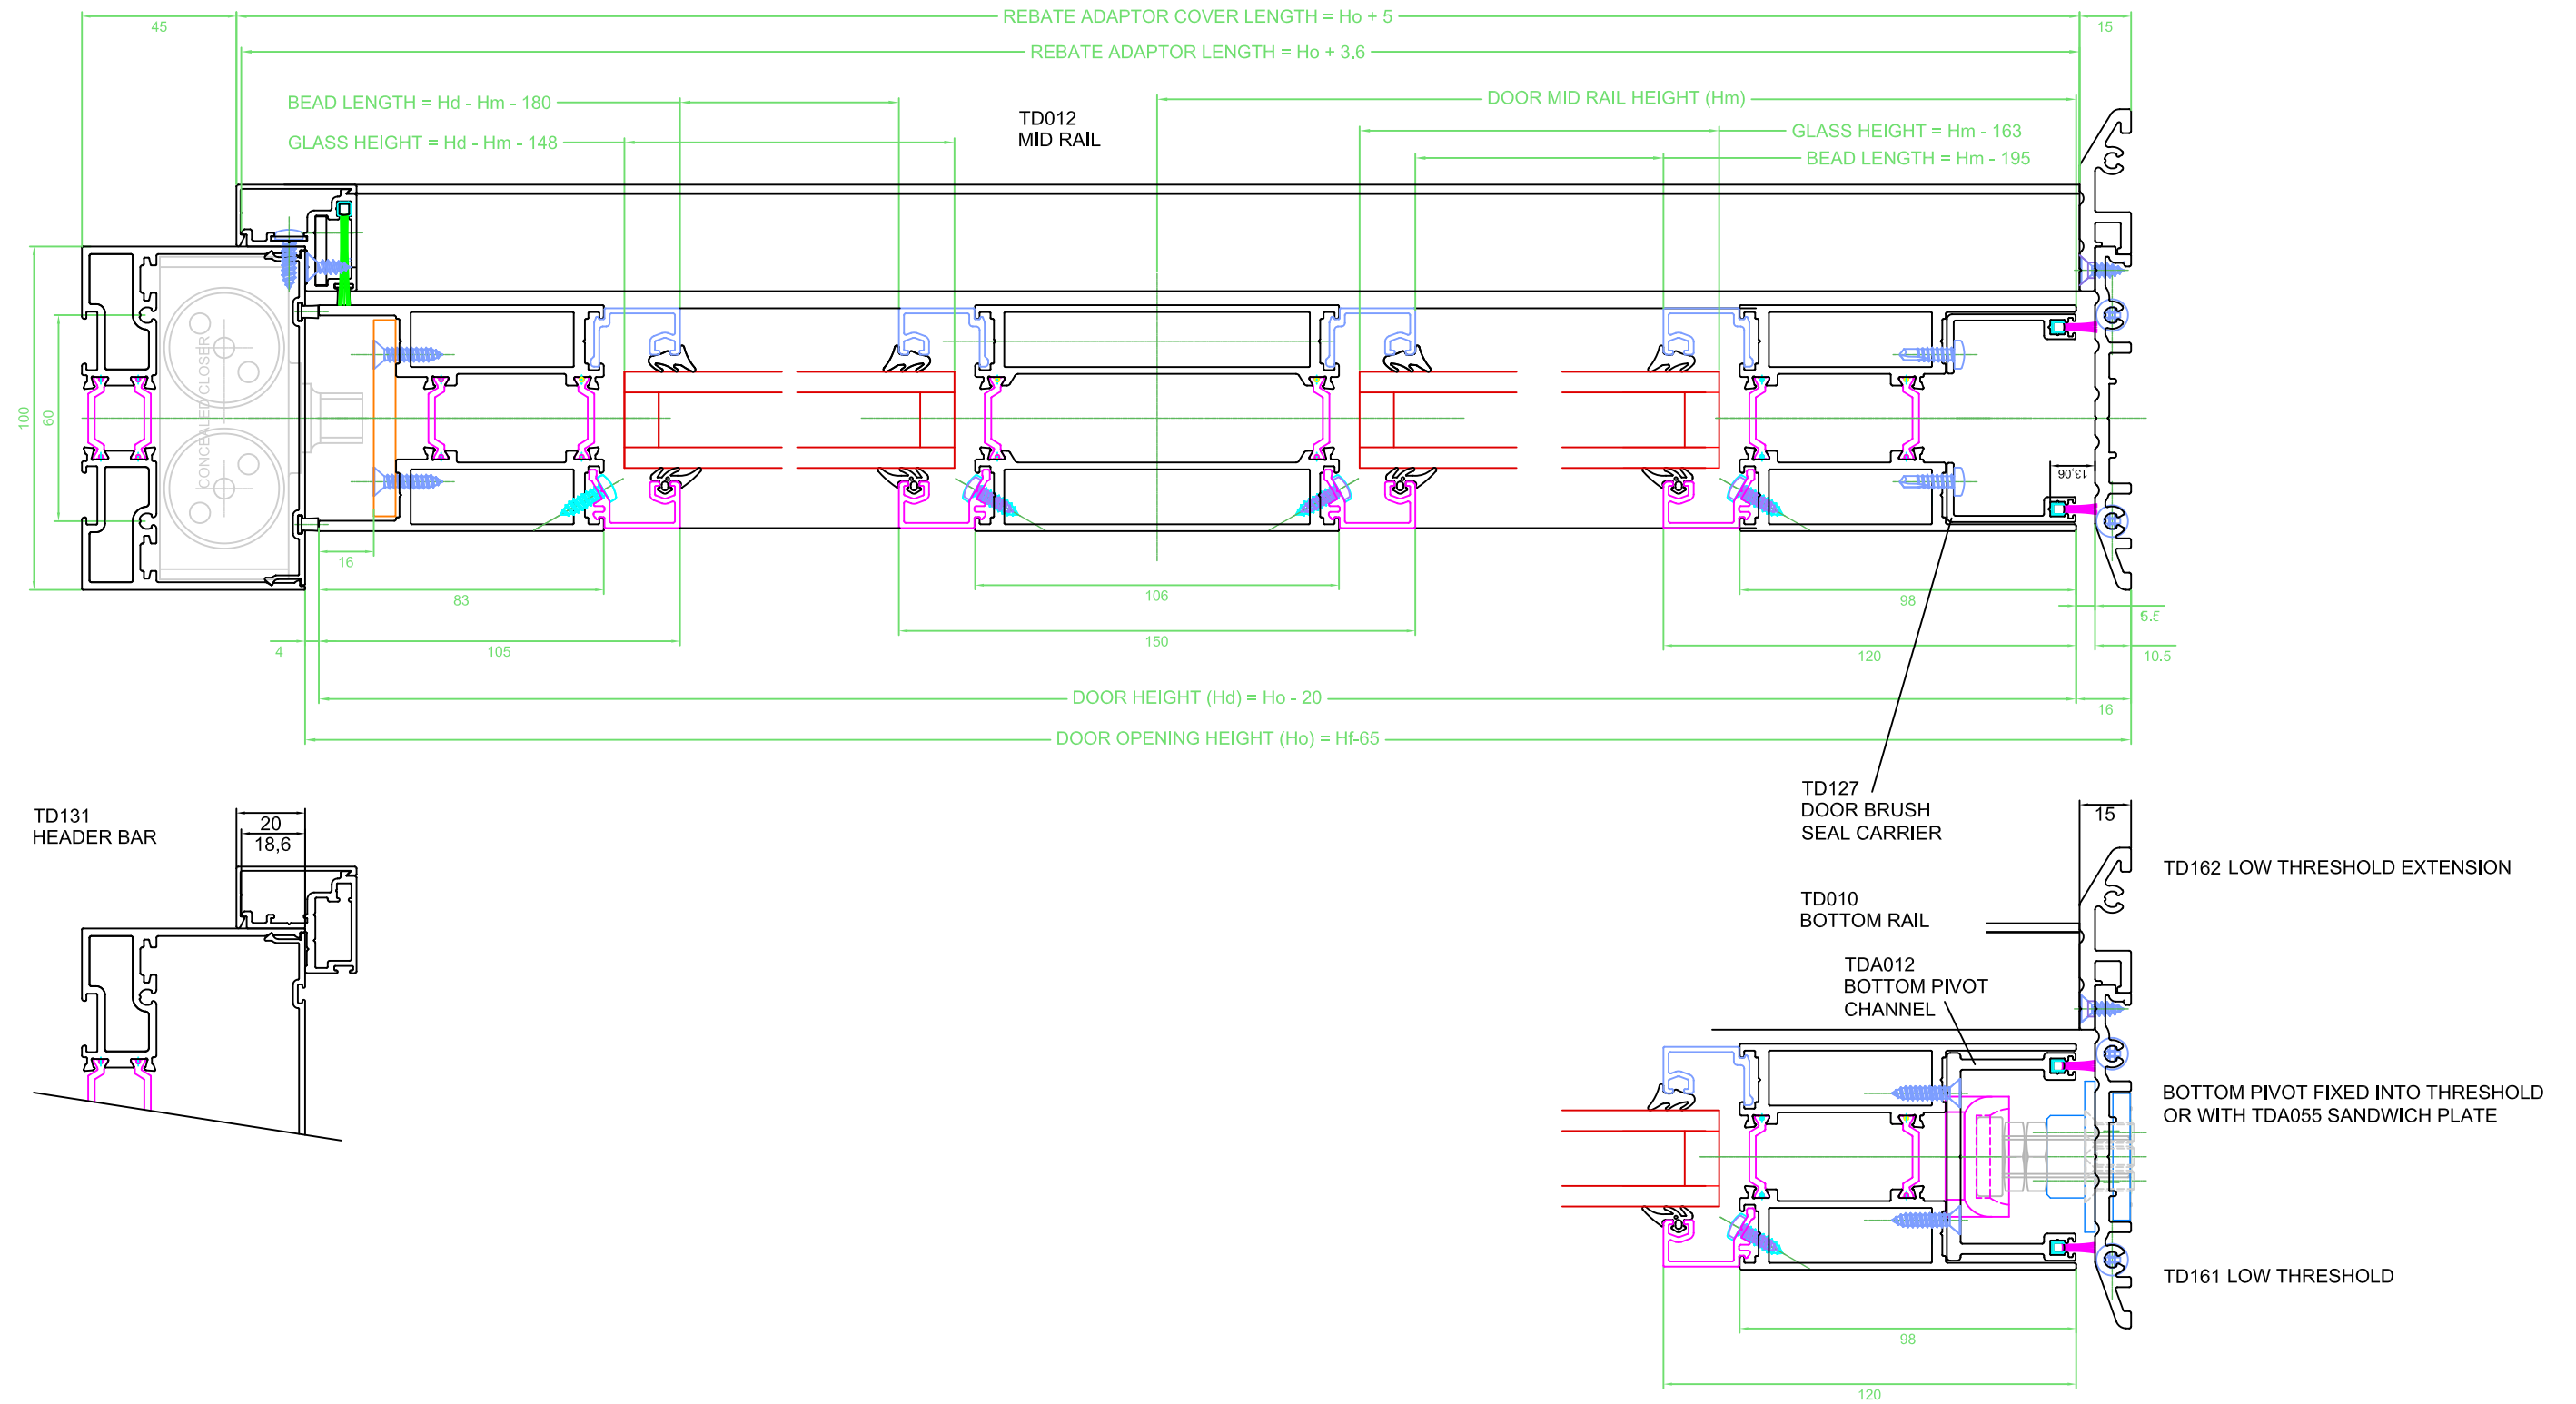 45
REBATE ADAPTOR COVER LENGTH = Ho + 5
15
REBATE ADAPTOR LENGTH = Ho + 3.6
BEAD LENGTH = Hd - Hm - 180
DOOR MID RAIL HEIGHT (Hm)
TD012
MID RAIL
GLASS HEIGHT = Hd - Hm - 148
GLASS HEIGHT = Hm - 163
BEAD LENGTH = Hm - 195
CONCEALED CLOSER
100
60
13.06
16
83
106
98
5.5
4
105
150
120
10.5
DOOR HEIGHT (Hd) = Ho - 20
16
DOOR OPENING HEIGHT (Ho) = Hf-65
TD131
HEADER BAR
20
18,6
TD127
DOOR BRUSH
SEAL CARRIER
15
TD162 LOW THRESHOLD EXTENSION
TD010
BOTTOM RAIL
TDA012
BOTTOM PIVOT
CHANNEL
BOTTOM PIVOT FIXED INTO THRESHOLD
OR WITH TDA055 SANDWICH PLATE
TD161 LOW THRESHOLD
98
120